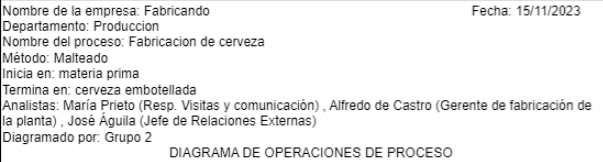 Nombre de la empresa: Fabricando Fecha: 15/11/2023
Departamento: Produccion
Nombre del proceso: Fabricacion de cerveza
Método: Malteado
Inicia en: materia prima
Termina en: cerveza embotellada
Analistas: María Prieto (Resp. Visitas y comunicación) , Alfredo de Castro (Gerente de fabricación de
la planta) , José Águila (Jefe de Relaciones Externas)
Diagramado por: Grupo 2
DIAGRAMA DE OPERACIONES DE PROCESO